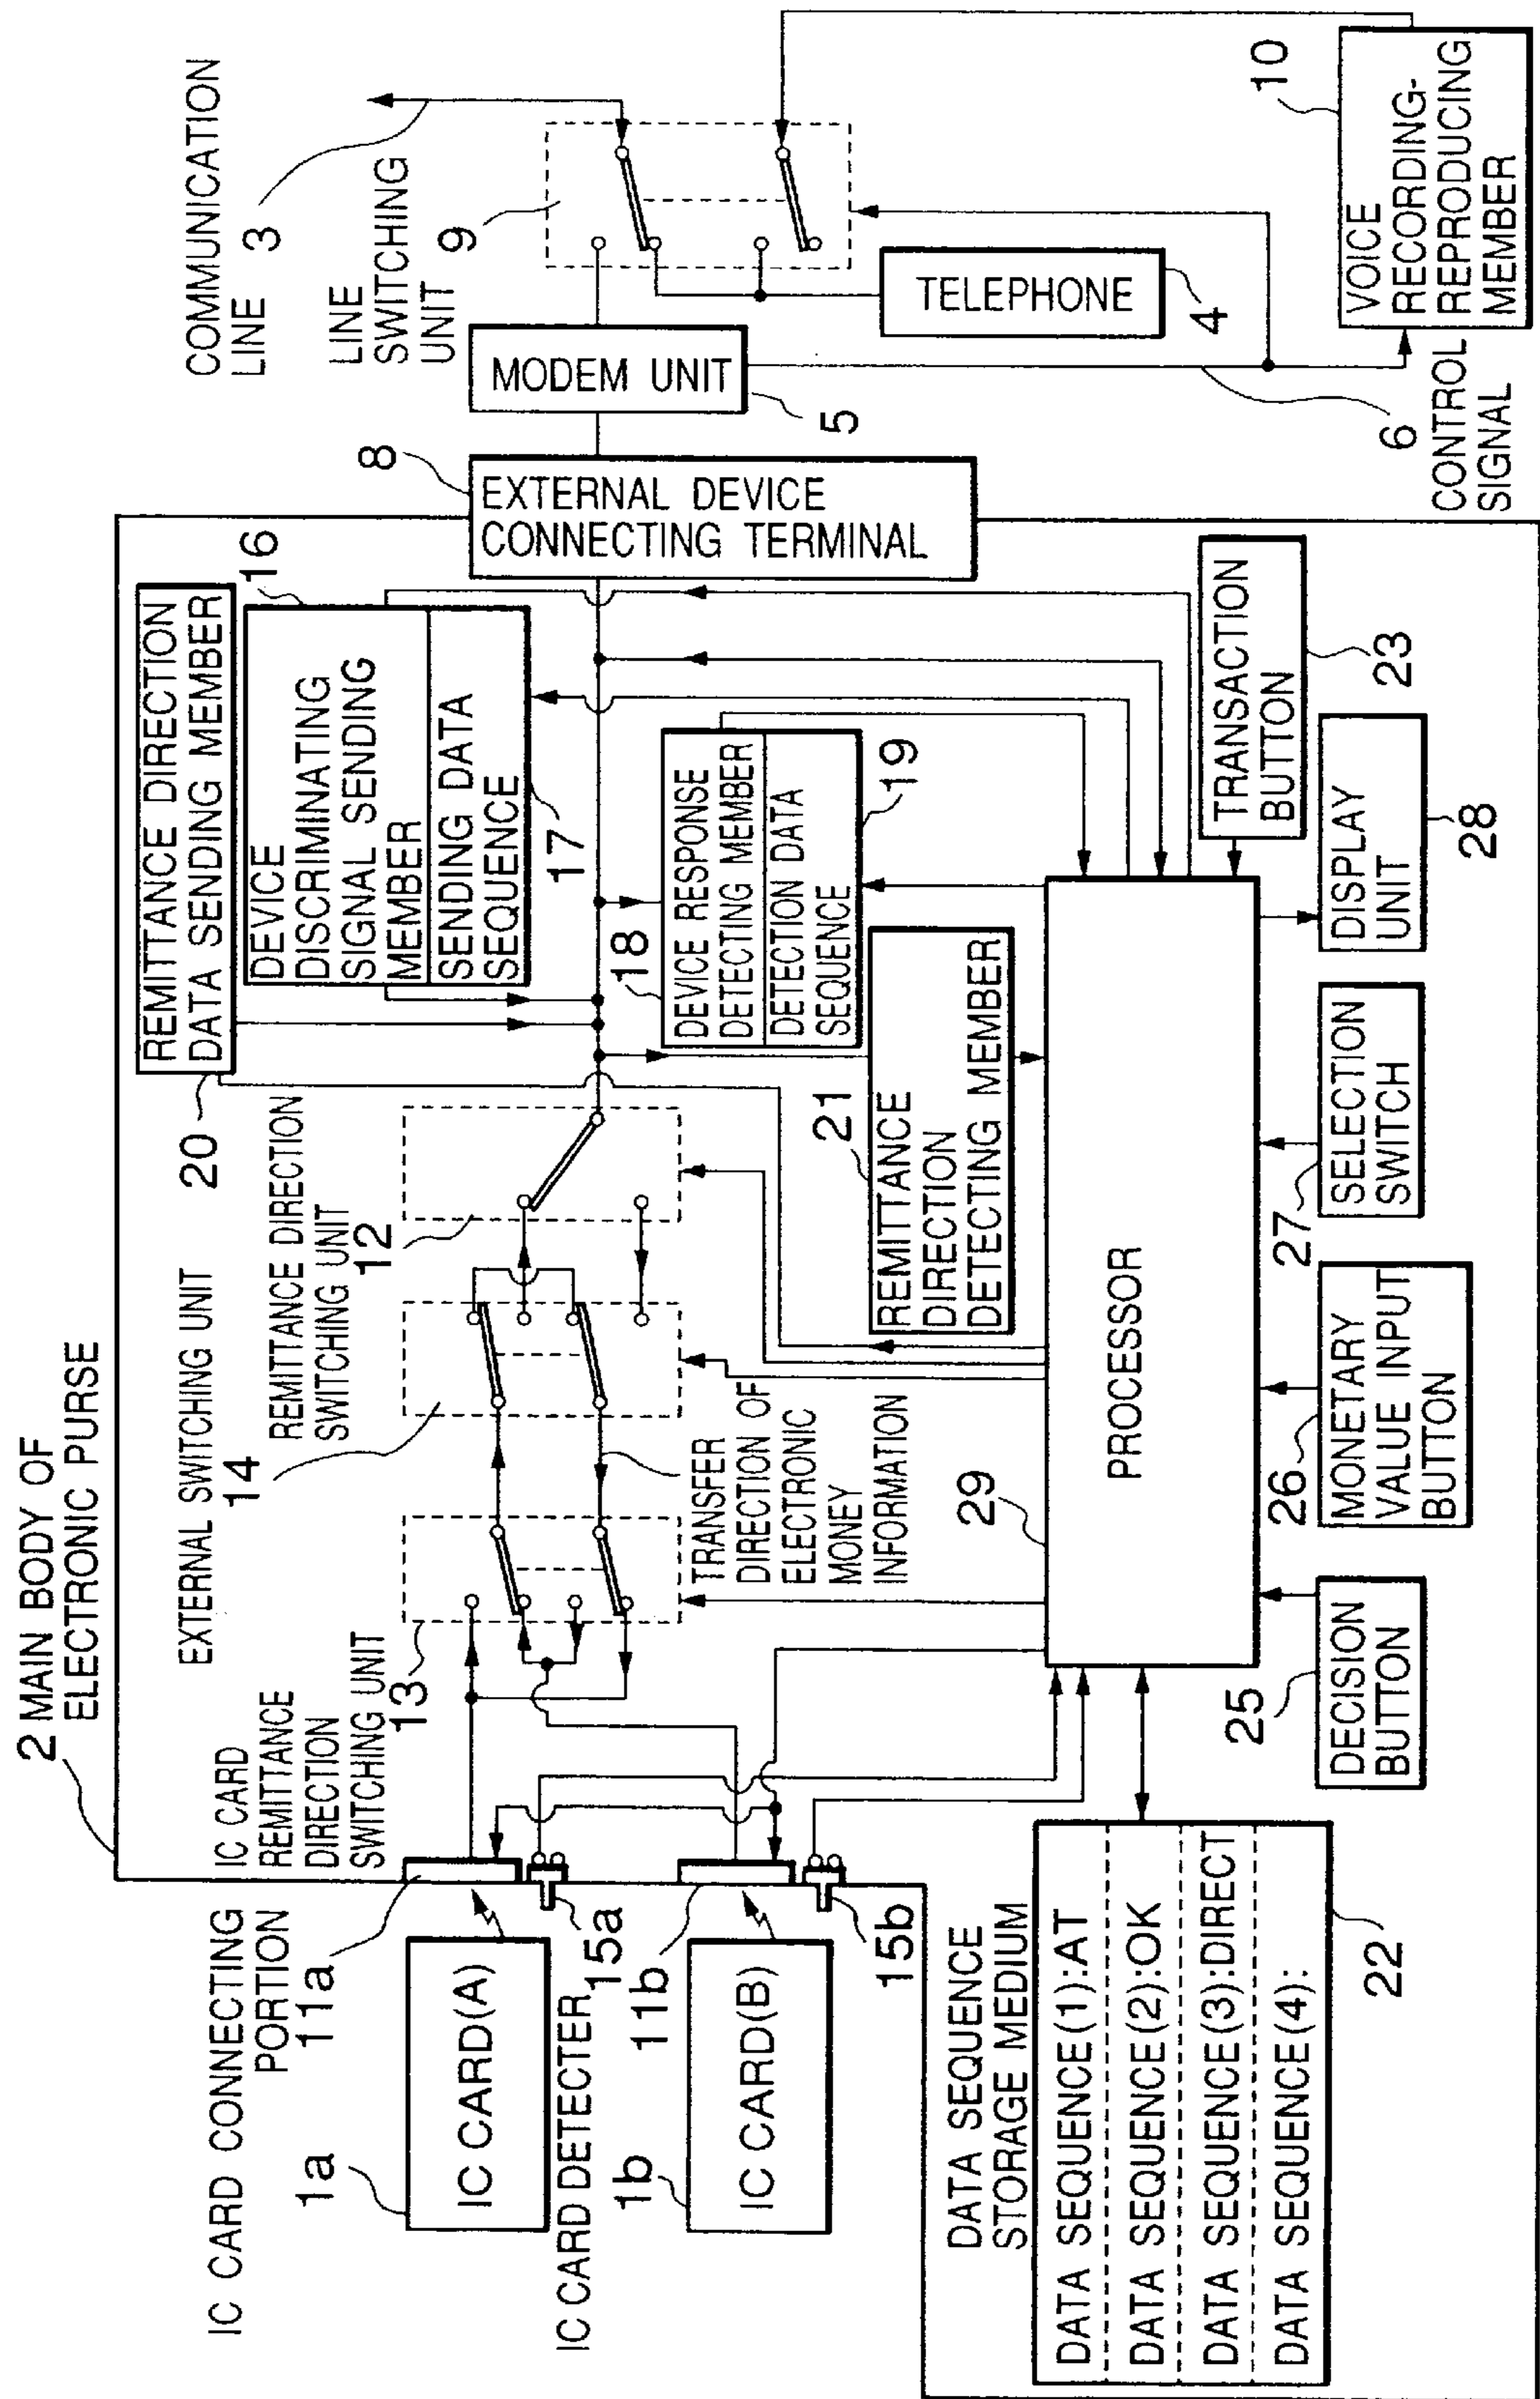 2 MAIN BODY OF
ELECTRONIC PURSE
IC CARD CONNECTING
PORTION
11a
1a
IC CARD(A)
IC CARD DETECTER
15a
11b
1b
IC CARD(B)
15b
IC CARD
REMITTANCE
DIRECTION
SWITCHING UNIT
13
EXTERNAL SWITCHING UNIT
14
REMITTANCE DIRECTION
SWITCHING UNIT
12
TRANSFER
DIRECTION OF
ELECTRONIC
MONEY
INFORMATION
20
REMITTANCE DIRECTION
DATA SENDING MEMBER
16
DEVICE
DISCRIMINATING
SIGNAL SENDING
MEMBER
SENDING DATA
SEQUENCE
17
18
DEVICE RESPONSE
DETECTING MEMBER
DETECTION DATA
SEQUENCE
19
21
REMITTANCE
DIRECTION
DETECTING MEMBER
8
EXTERNAL DEVICE
CONNECTING TERMINAL
MODEM UNIT
5
COMMUNICATION
LINE
3
LINE
SWITCHING
UNIT
9
TELEPHONE
4
6
CONTROL
SIGNAL
10
VOICE
RECORDING-
REPRODUCING
MEMBER
29
PROCESSOR
DATA SEQUENCE
STORAGE MEDIUM
DATA SEQUENCE(1):AT
DATA SEQUENCE(2):OK
DATA SEQUENCE(3):DIRECT
DATA SEQUENCE(4):
22
25
DECISION
BUTTON
26
MONETARY
VALUE INPUT
BUTTON
27
SELECTION
SWITCH
DISPLAY
UNIT
28
TRANSACTION
BUTTON
23